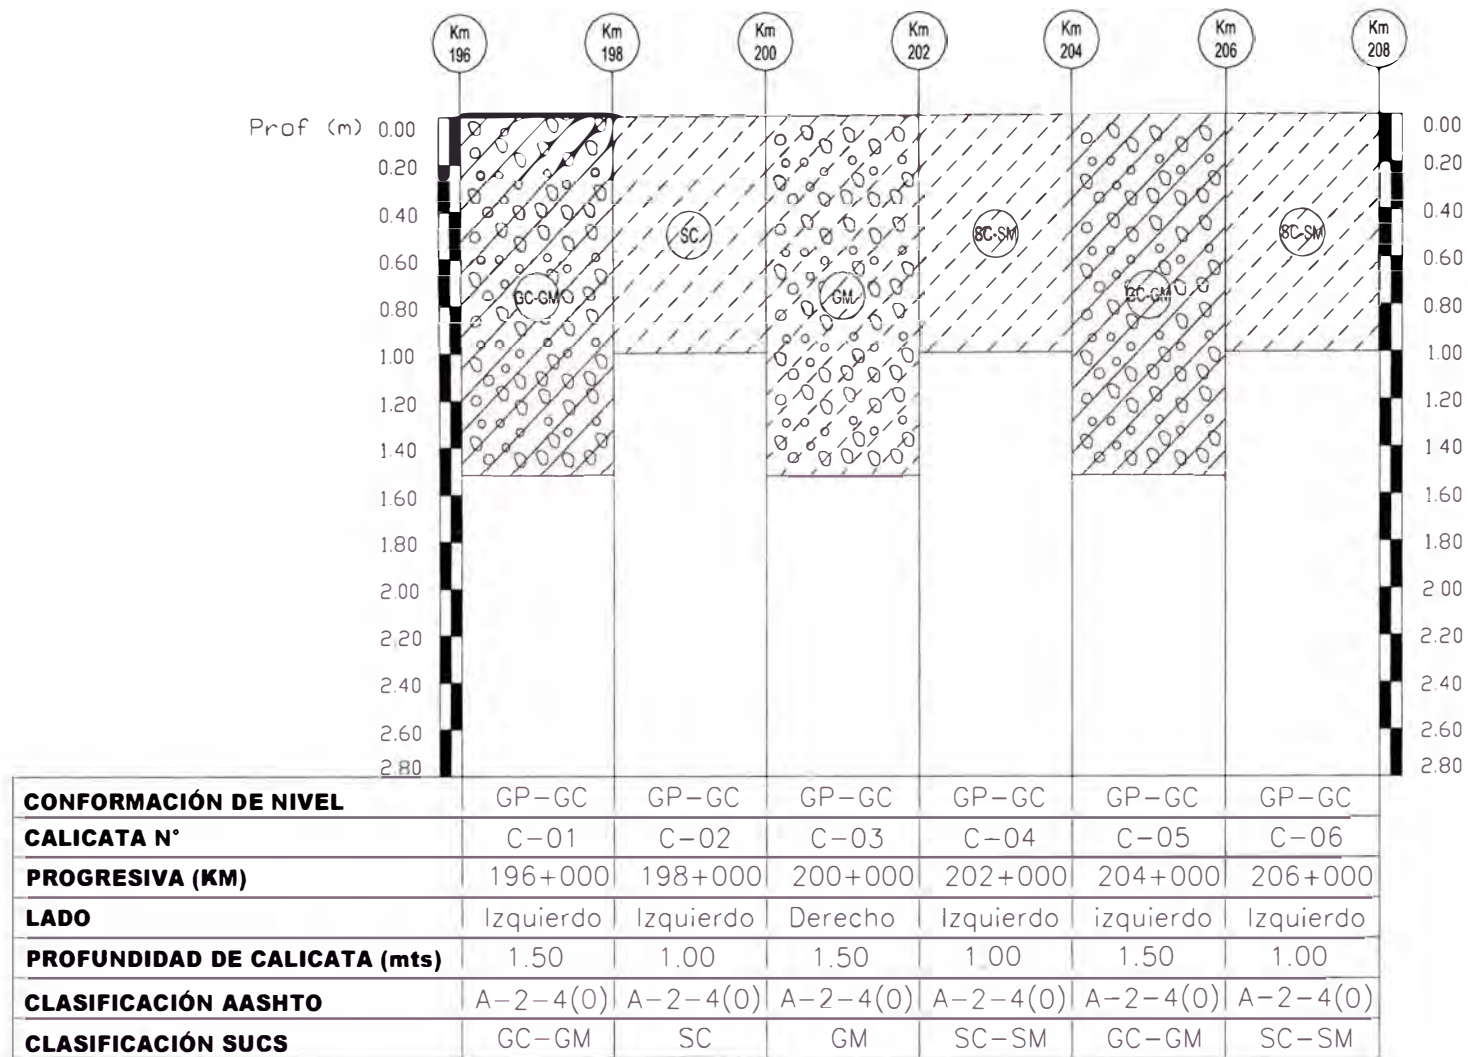 Km 196 Km 198 Km 200 Km 202 Km 204 Km 206 Km 208
Prof (m) 0.00 0.00
0.20 0.20
0.40 0.40
SC SC-SM SC-SM
0.60 0.60
GC-GM GM GC-GM
0.80 0.80
1.00 1.00
1.20 1.20
1.40 1.40
1.60 1.60
1.80 1.80
2.00 2.00
2.20 2.20
2.40 2.40
2.60 2.60
2.80 2.80
CONFORMACIÓN DE NIVEL GP-GC GP-GC GP-GC GP-GC GP-GC GP-GC
CALICATA N° C-01 C-02 C-03 C-04 C-05 C-06
PROGRESIVA (KM) 196+000 198+000 200+000 202+000 204+000 206+000
LADO Izquierdo Izquierdo Derecho Izquierdo izquierdo Izquierdo
PROFUNDIDAD DE CALICATA (mts) 1.50 1.00 1.50 1.00 1.50 1.00
CLASIFICACIÓN AASHTO A-2-4(0) A-2-4(0) A-2-4(0) A-2-4(0) A-2-4(0) A-2-4(0)
CLASIFICACIÓN SUCS GC-GM SC GM SC-SM GC-GM SC-SM